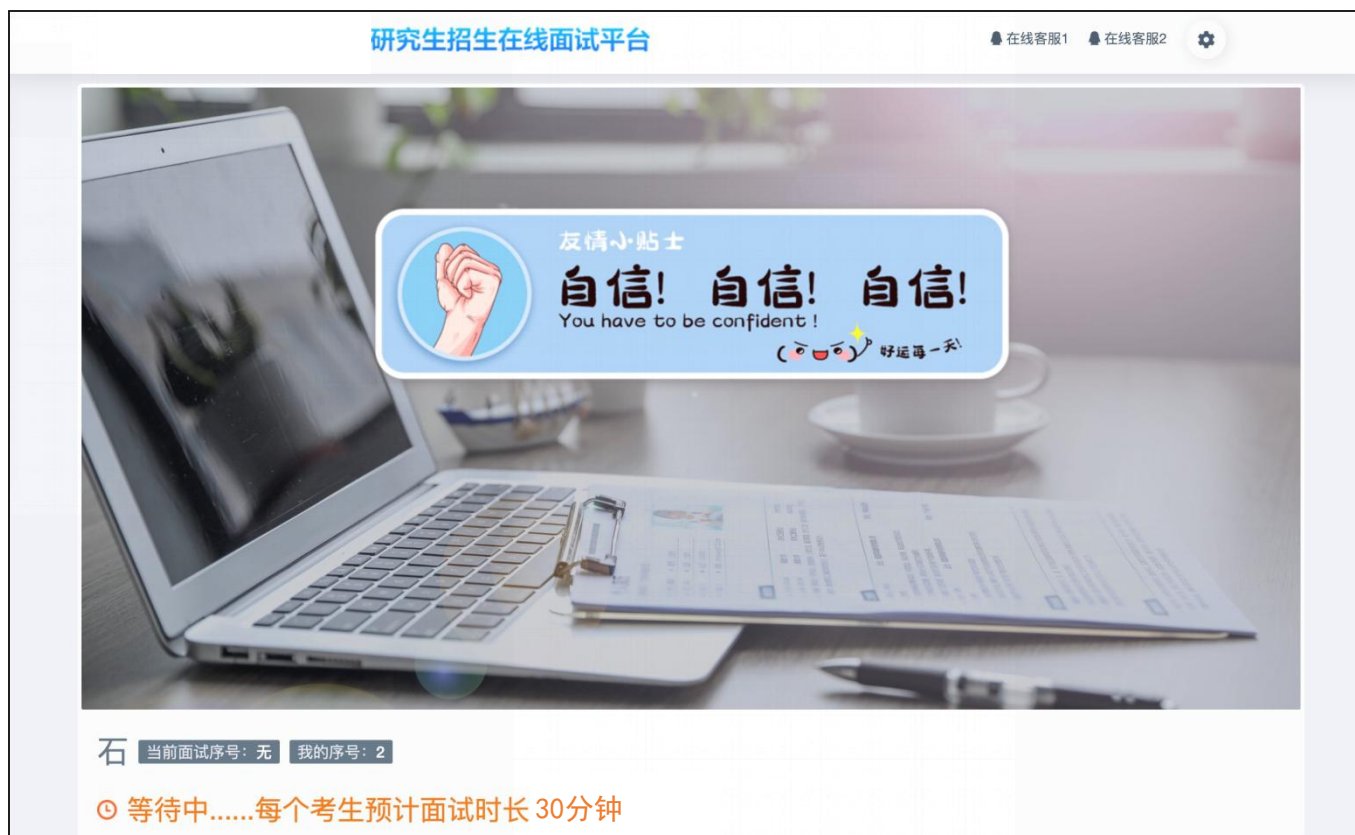 研究生招生在线面试平台
在线客服1 在线客服2
友情小贴士
自信! 自信! 自信!
You have to be confident !
好运每一天!
石 当前面试序号：无 我的序号：2
等待中......每个考生预计面试时长 30分钟